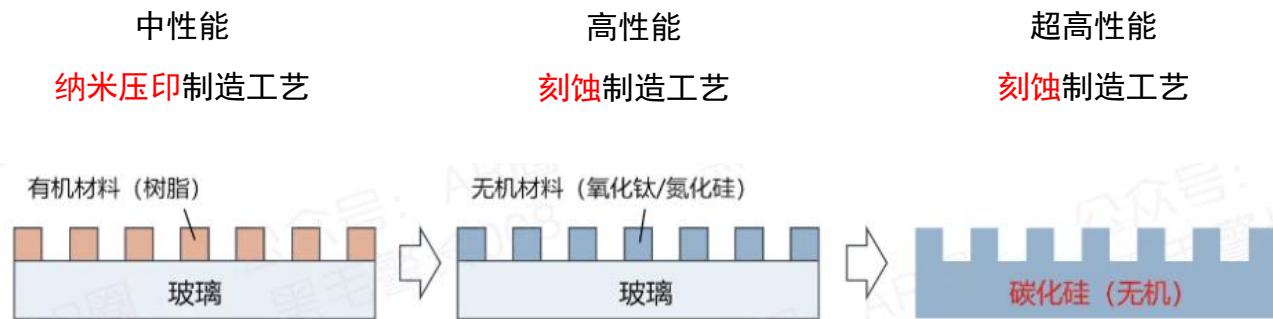 中性能
高性能
超高性能
纳米压印制造工艺
刻蚀制造工艺
刻蚀制造工艺
有机材料（树脂）
无机材料（氧化钛/氮化硅）
玻璃
玻璃
碳化硅（无机）